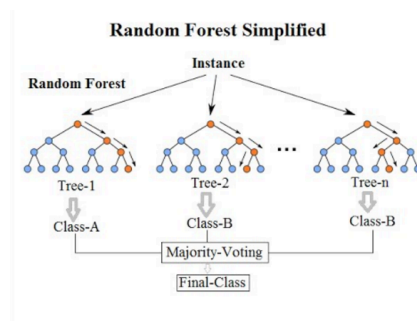 Random Forest Simplified
Instance
Random Forest
...
Tree-1 Tree-2 Tree-n
Class-A Class-B Class-B
Majority-Voting
Final-Class